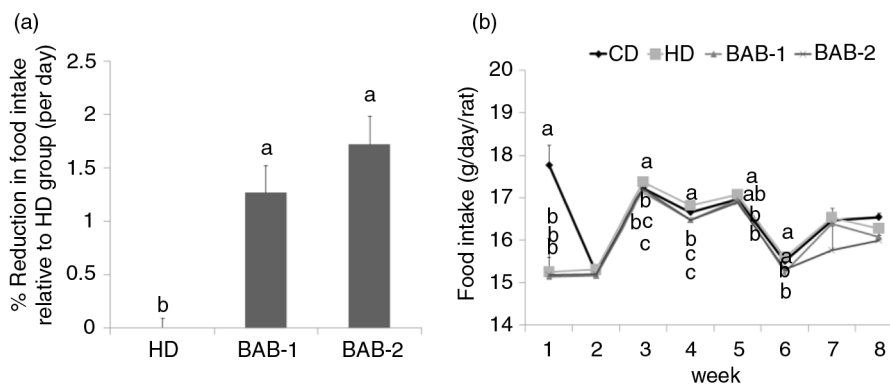 (a)
% Reduction in food intake
relative to HD group (per day)
2.5
2
1.5
1
0.5
0
b
a
a
HD BAB-1 BAB-2
(b)
CD HD BAB-1 BAB-2
Food intake (g/day/rat)
20
19
18
17
16
15
14
a
b
b
b
a
b
b c
c
c
a
b
c
c
a
ab
b
b
a
a
b
b
1 2 3 4 5 6 7 8
week